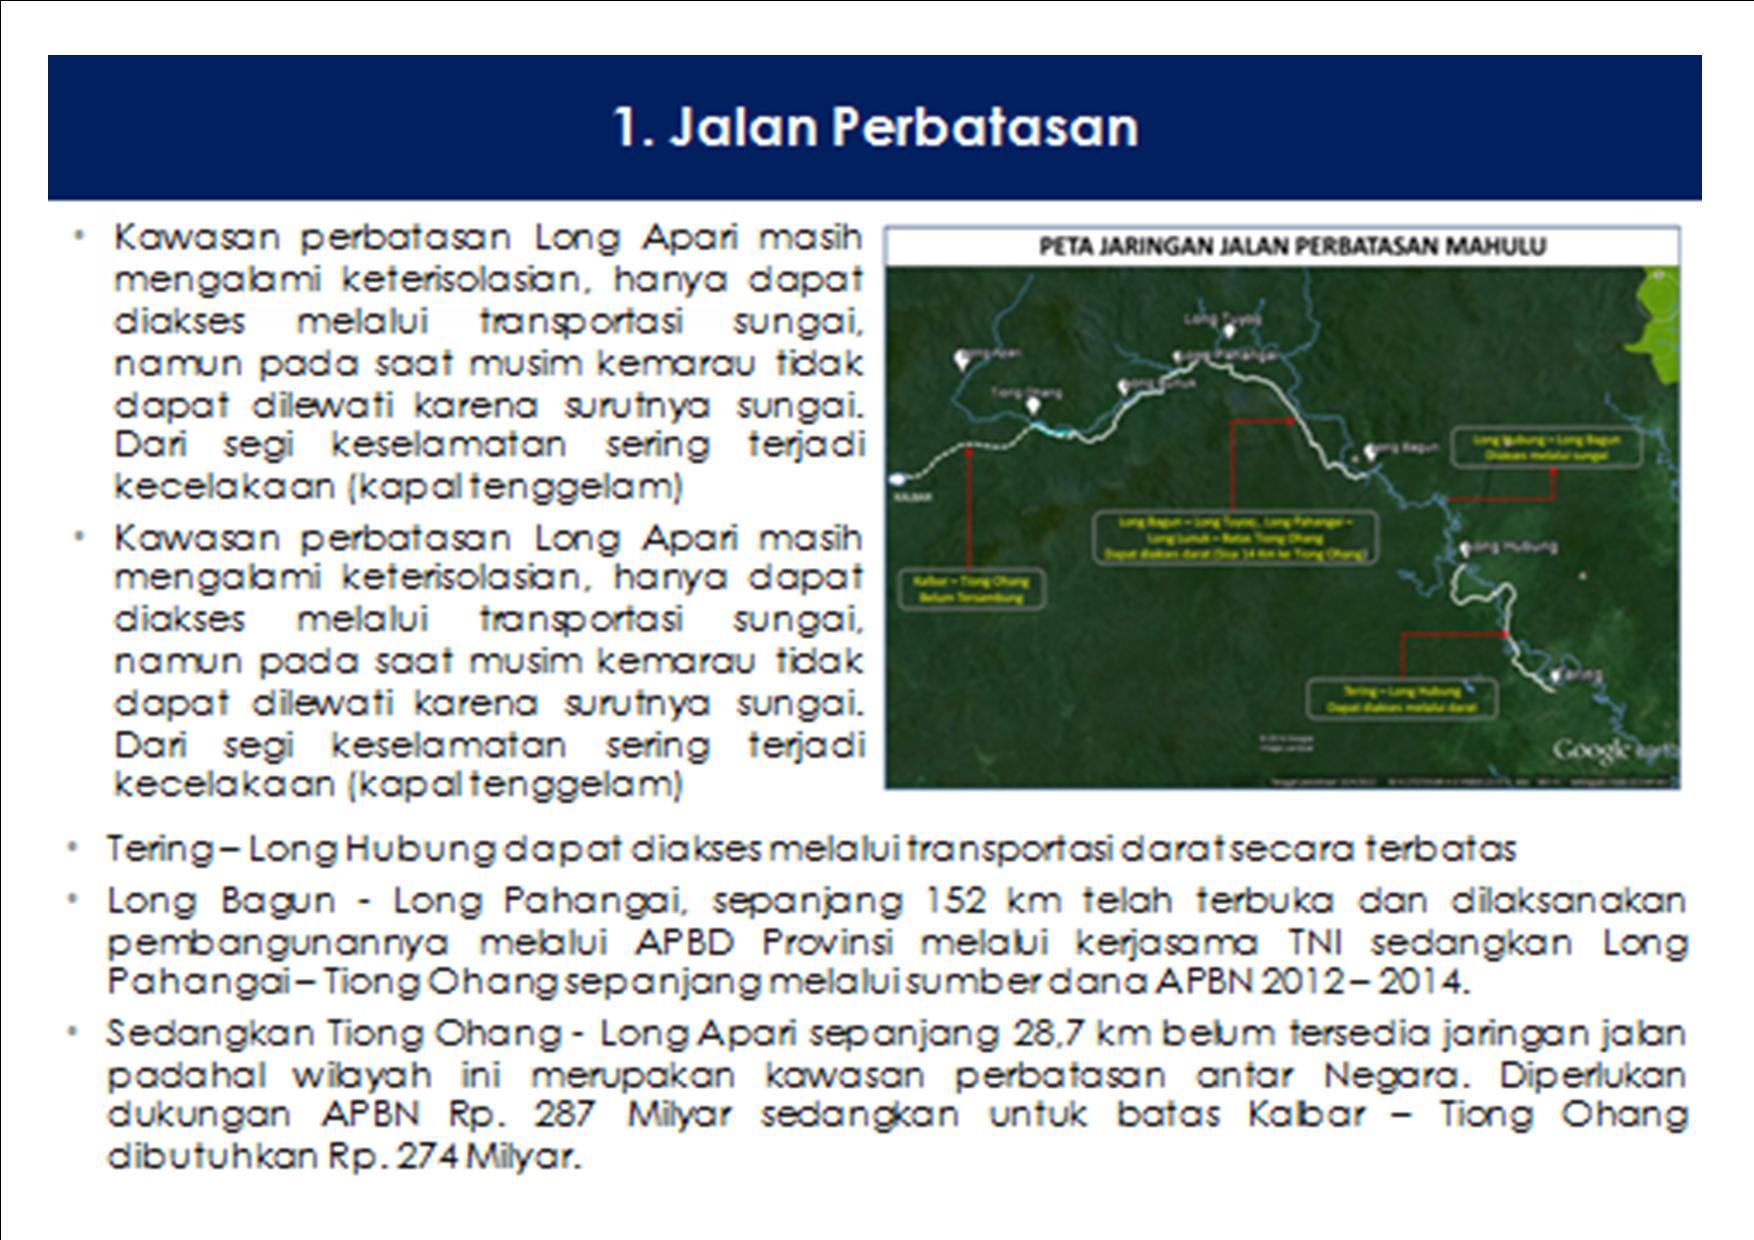 1. Jalan Perbatasan
• Kawasan perbatasan Long Apari masih
mengalami keterisolasian, hanya dapat
diakses melalui transportasi sungai,
namun pada saat musim kemarau tidak
dapat dilewati karena surutnya sungai.
Dari segi keselamatan sering terjadi
kecelakaan (kapal tenggelam)
• Kawasan perbatasan Long Apari masih
mengalami keterisolasian, hanya dapat
diakses melalui transportasi sungai,
namun pada saat musim kemarau tidak
dapat dilewati karena surutnya sungai.
Dari segi keselamatan sering terjadi
kecelakaan (kapal tenggelam)
PETA JARINGAN JALAN PERBATASAN MAHULU
Long Pahangai
Tiong Ohang
Long Bagun
KALBAR
Long Hubung – Long Bagun
Diakses melalui sungai
Long Bagun – Long Tuyoq, Long Pahangai –
Long Lunuk – Batas Tiong Ohang
Dapat diakses darat (Sisa 14 Km ke Tiong Ohang)
Long Hubung
Kalbar – Tiong Ohang
Belum Tersambung
Tering
Tering – Long Hubung
Dapat diakses melalui darat
Google earth
• Tering – Long Hubung dapat diakses melalui transportasi darat secara terbatas
• Long Bagun - Long Pahangai, sepanjang 152 km telah terbuka dan dilaksanakan
pembangunannya melalui APBD Provinsi melalui kerjasama TNI sedangkan Long
Pahangai – Tiong Ohang sepanjang melalui sumber dana APBN 2012 – 2014.
• Sedangkan Tiong Ohang - Long Apari sepanjang 28,7 km belum tersedia jaringan jalan
padahal wilayah ini merupakan kawasan perbatasan antar Negara. Diperlukan
dukungan APBN Rp. 287 Milyar sedangkan untuk batas Kalbar – Tiong Ohang
dibutuhkan Rp. 274 Milyar.